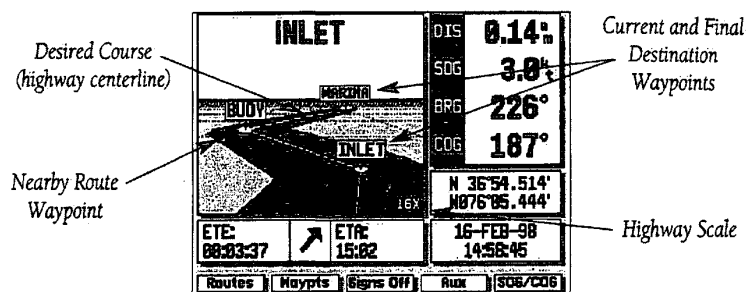 INLET
DIS 0.14 n m
SOG 3.0 k t
BRG 226°
COG 187°
Current and Final
Destination
Waypoints
Desired Course
(highway centerline)
MARINA
BUOY
INLET
Nearby Route
Waypoint
16X
N 36°54.514'
W076°05.444'
Highway Scale
ETE:
00:03:37
ETA:
15:02
16-FEB-98
14:58:45
Routes Waypts Signs Off Aux SOG/COG